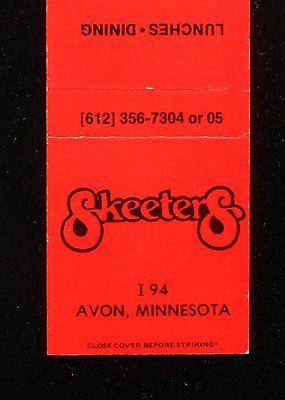 LUNCHES • DINING
[612] 356-7304 or 05
Skeeters
I 94
AVON, MINNESOTA
CLOSE COVER BEFORE STRIKING